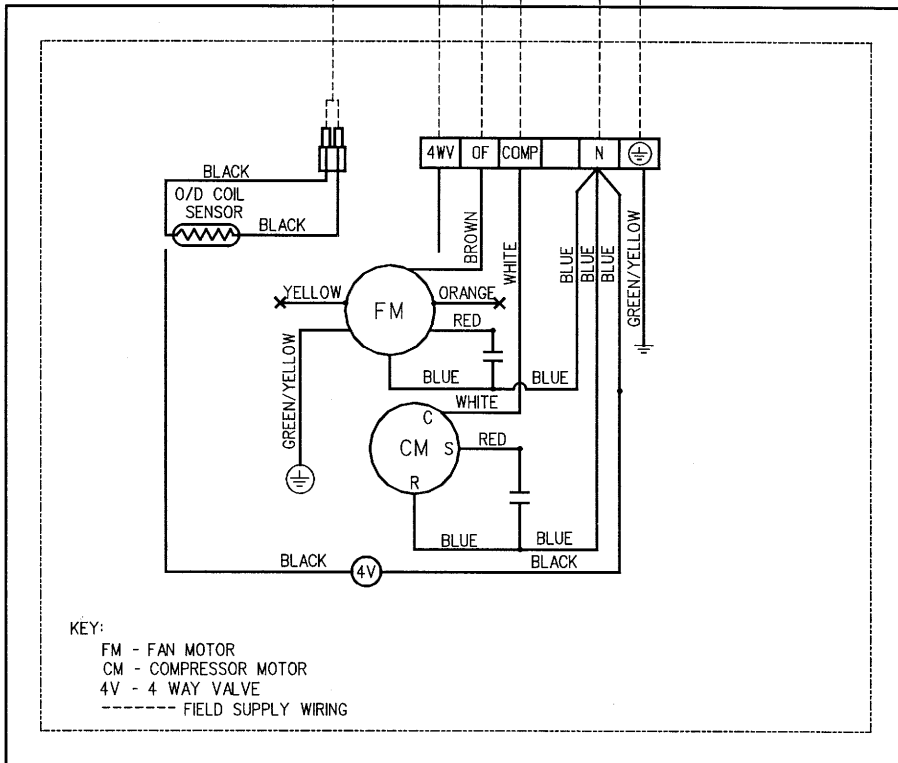 4WV OF COMP N
BLACK
O/D COIL
SENSOR
BLACK
BROWN
WHITE
BLUE
BLUE
BLUE
GREEN/YELLOW
YELLOW
ORANGE
FM
RED
GREEN/YELLOW
BLUE
BLUE
WHITE
C
CM
S
RED
R
BLUE
BLUE
BLACK
4V
BLACK
KEY:
FM - FAN MOTOR
CM - COMPRESSOR MOTOR
4V - 4 WAY VALVE
------- FIELD SUPPLY WIRING